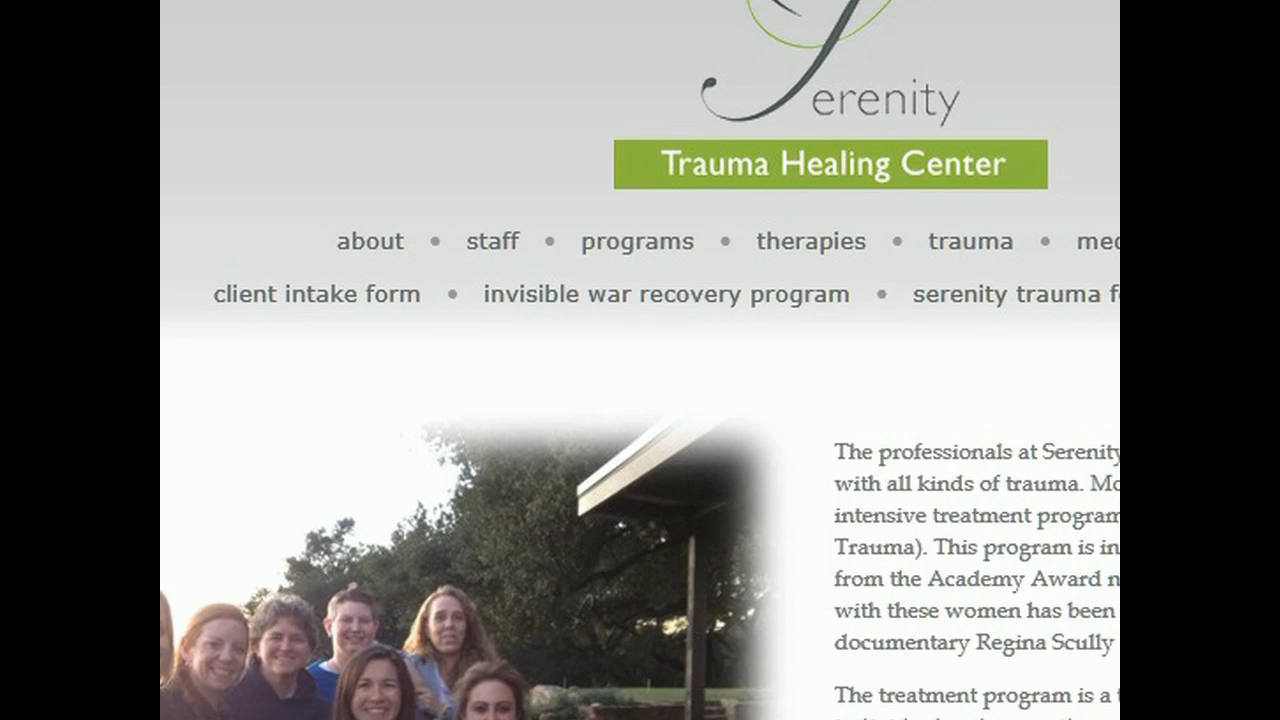 Serenity
Trauma Healing Center
about • staff • programs • therapies • trauma •
client intake form • invisible war recovery program • serenity trauma
The professionals at Serenity
with all kinds of trauma.
intensive treatment program
Trauma). This program is
from the Academy Award
with these women has been
documentary Regina Scully
The treatment program is a